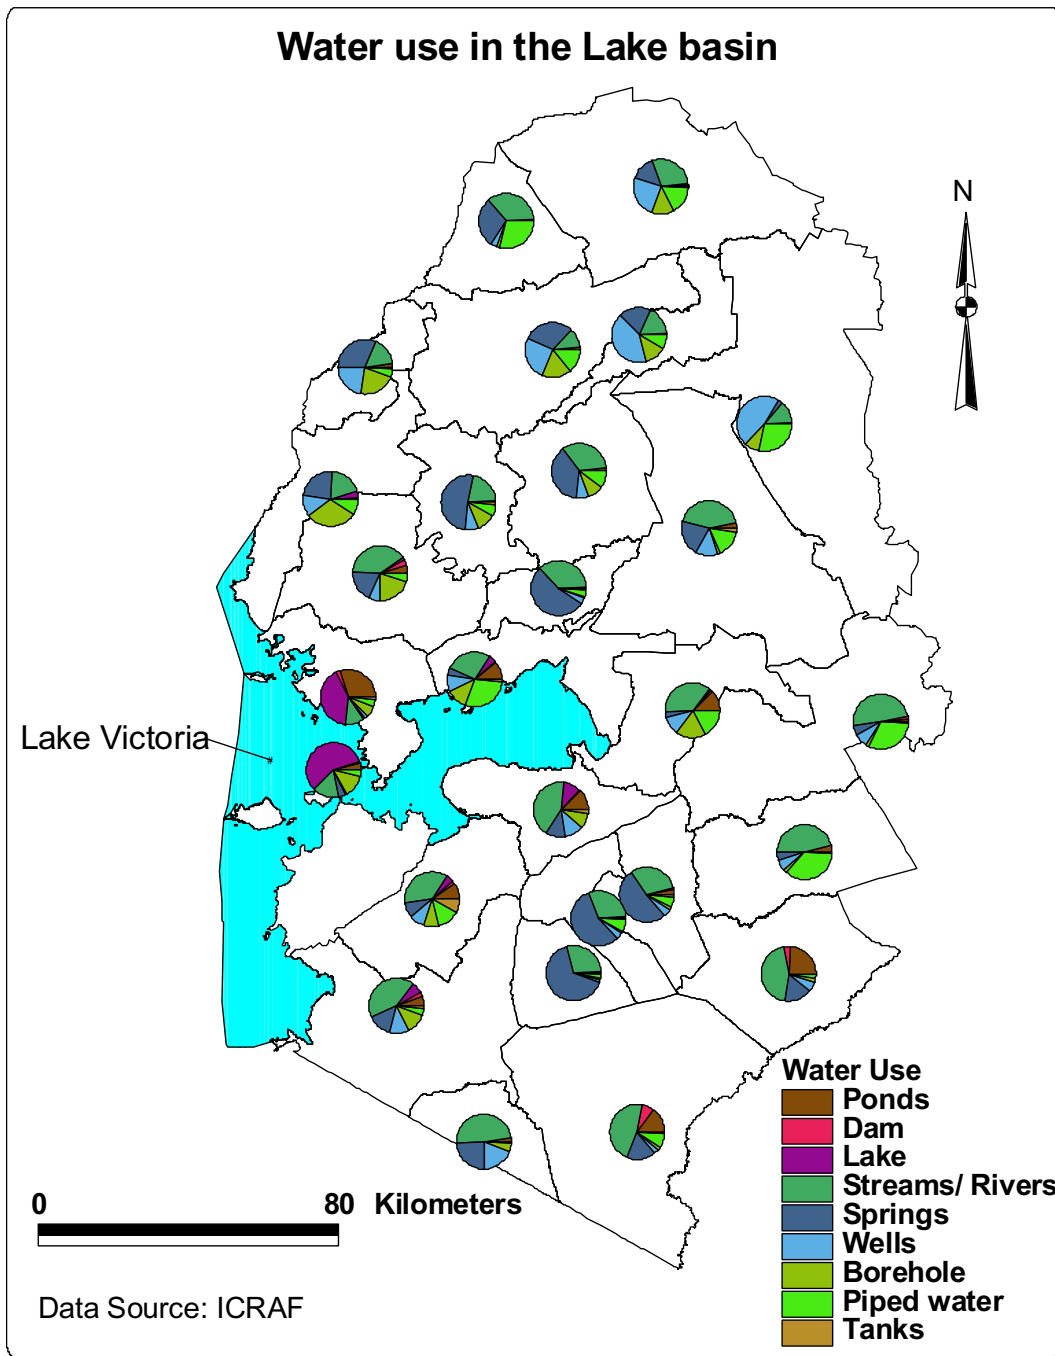 Water use in the Lake basin
N
Lake Victoria
Water Use
Ponds
Dam
Lake
Streams/ Rivers
Springs
Wells
Borehole
Piped water
Tanks
0 80 Kilometers
Data Source: ICRAF